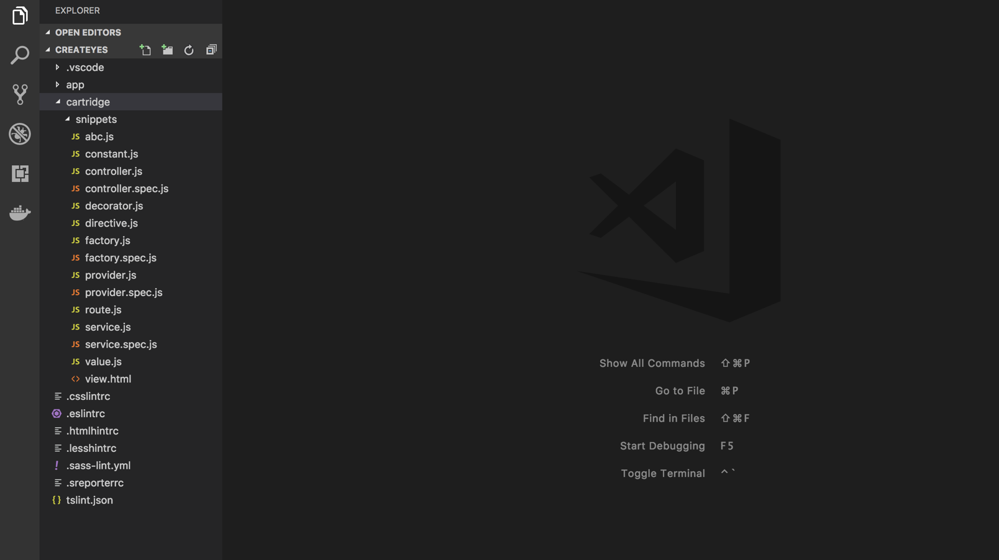 EXPLORER
OPEN EDITORS
CREATEYES
.vscode
app
cartridge
snippets
JS abc.js
JS constant.js
JS controller.js
JS controller.spec.js
JS decorator.js
JS directive.js
JS factory.js
JS factory.spec.js
JS provider.js
JS provider.spec.js
JS route.js
JS service.js
JS service.spec.js
JS value.js
<> view.html
.csslintrc
.eslintrc
.htmlhintrc
.lesshintrc
! .sass-lint.yml
.sreporterrc
{} tslint.json
Show All Commands ⇧⌘P
Go to File ⌘P
Find in Files ⇧⌘F
Start Debugging F5
Toggle Terminal ^`